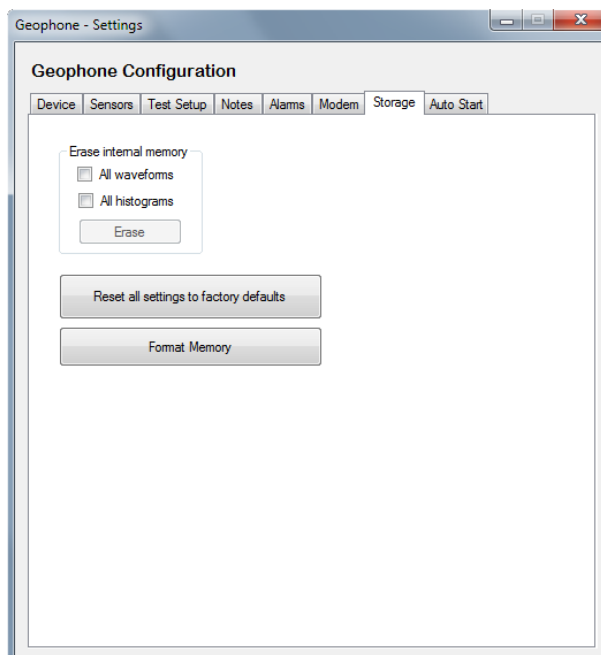 Geophone - Settings
Geophone Configuration
Device Sensors Test Setup Notes Alarms Modem Storage Auto Start
Erase internal memory
All waveforms
All histograms
Erase
Reset all settings to factory defaults
Format Memory